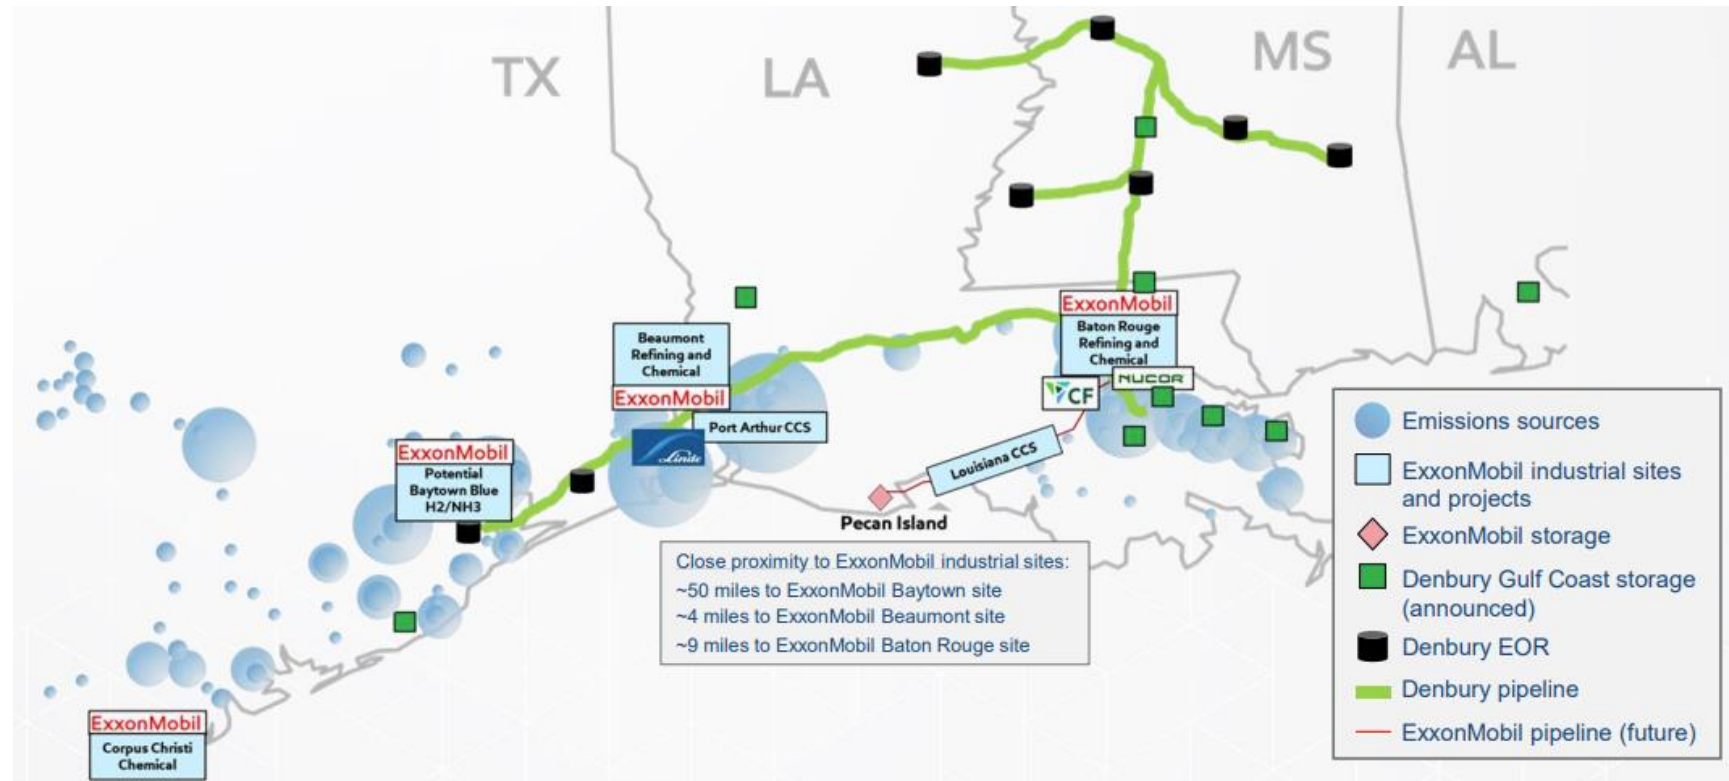 TX
LA
MS
AL
ExxonMobil
Baton Rouge
Refining and
Chemical
Beaumont
Refining and
Chemical
ExxonMobil
CF
NUCOR
Port Arthur CCS
Linde
ExxonMobil
Potential
Baytown Blue
H2/NH3
Louisiana CCS
Pecan Island
Close proximity to ExxonMobil industrial sites:
~50 miles to ExxonMobil Baytown site
~4 miles to ExxonMobil Beaumont site
~9 miles to ExxonMobil Baton Rouge site
ExxonMobil
Corpus Christi
Chemical
Emissions sources
ExxonMobil industrial sites
and projects
ExxonMobil storage
Denbury Gulf Coast storage
(announced)
Denbury EOR
Denbury pipeline
ExxonMobil pipeline (future)